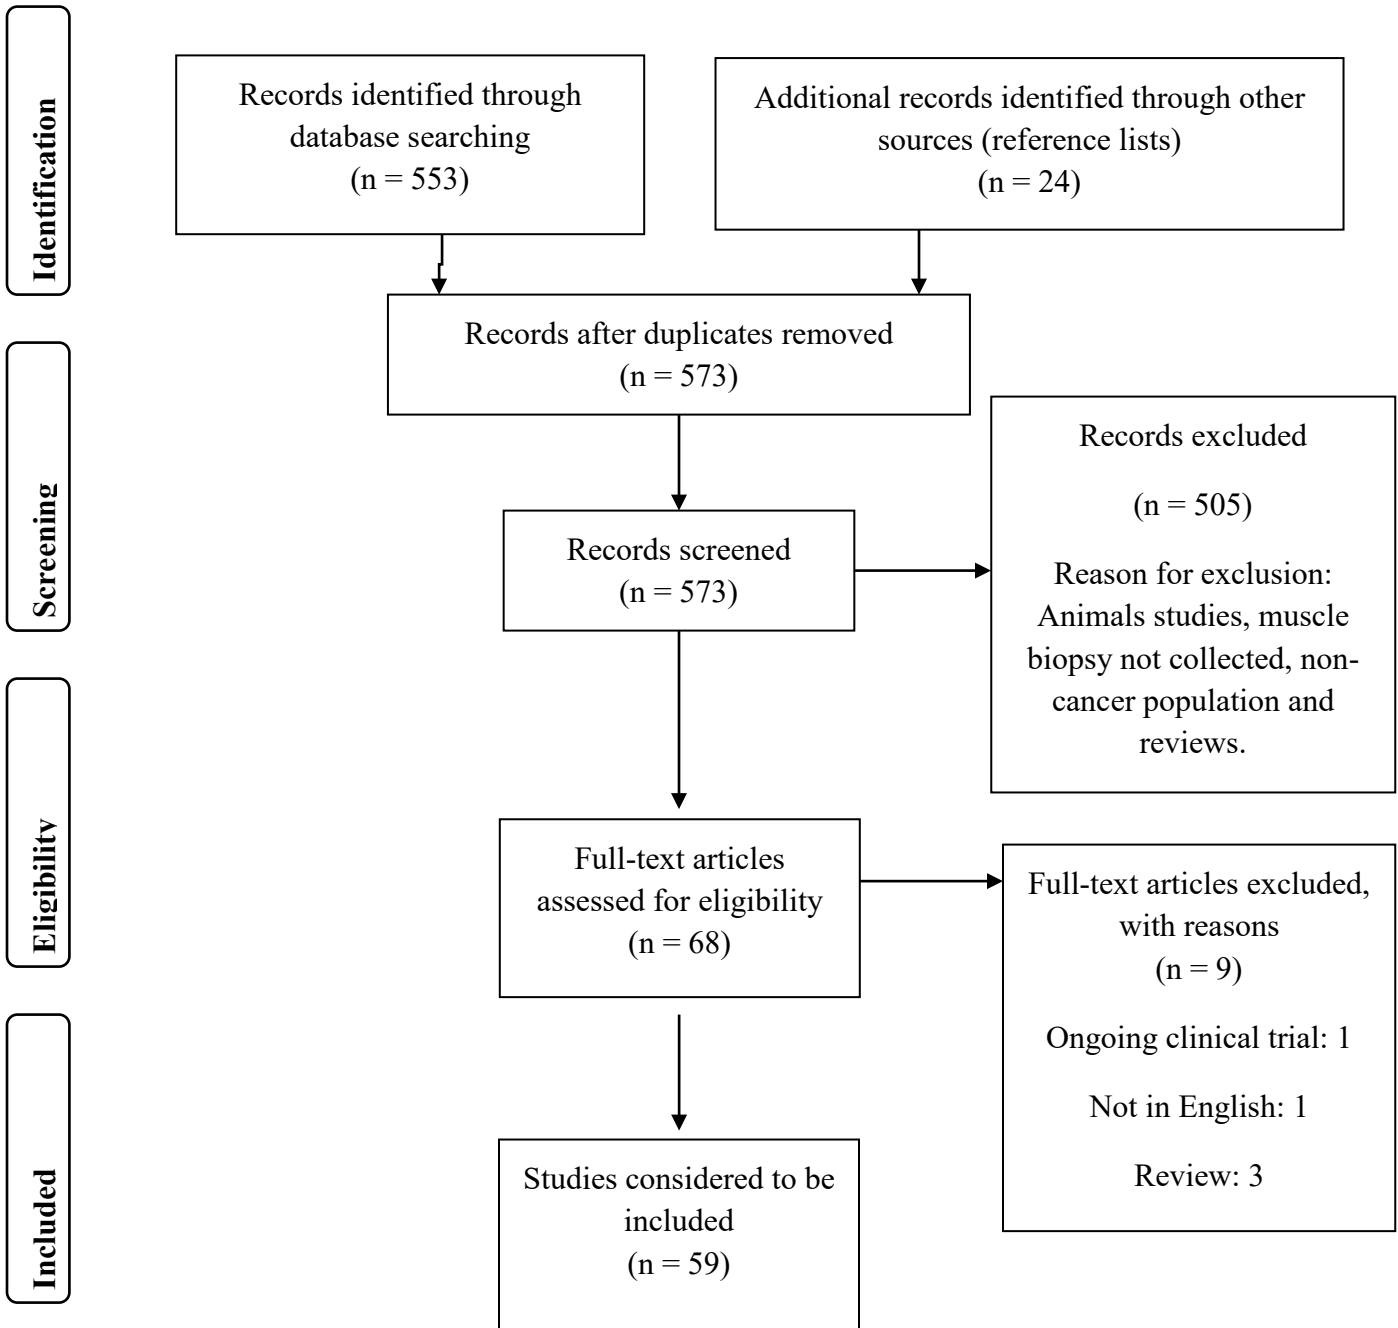 Identification
Records identified through
database searching
(n = 553)
Additional records identified through other
sources (reference lists)
(n = 24)
Records after duplicates removed
(n = 573)
Screening
Records screened
(n = 573)
Records excluded
(n = 505)
Reason for exclusion:
Animals studies, muscle
biopsy not collected, non-
cancer population and
reviews.
Eligibility
Full-text articles
assessed for eligibility
(n = 68)
Full-text articles excluded,
with reasons
(n = 9)
Ongoing clinical trial: 1
Not in English: 1
Review: 3
Included
Studies considered to be
included
(n = 59)